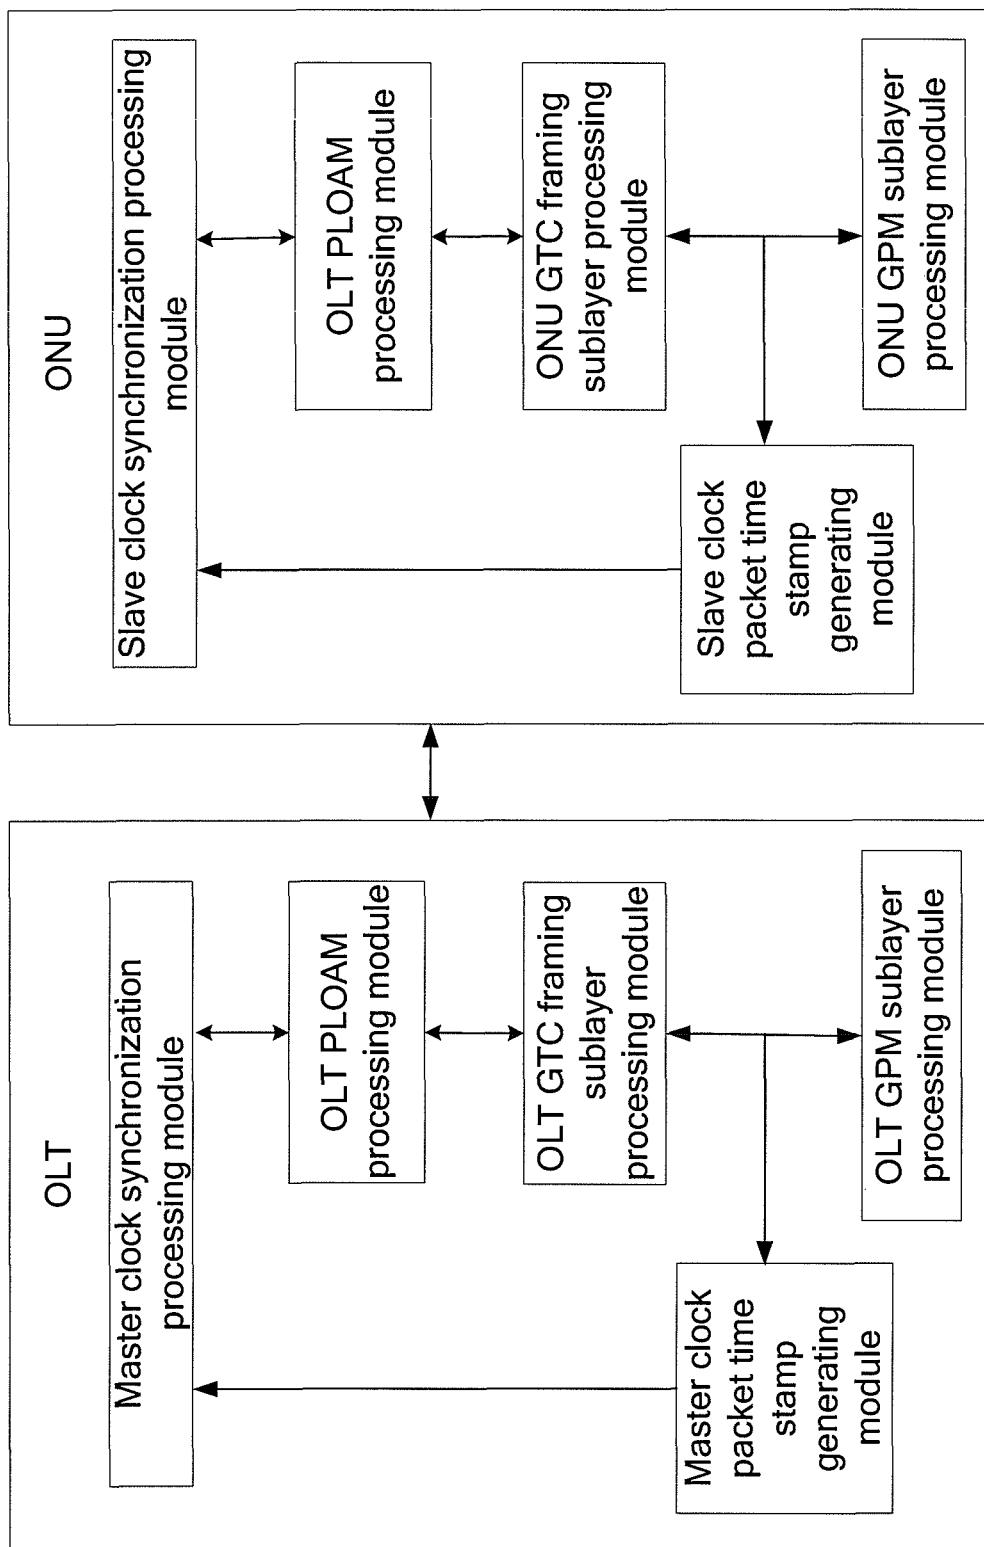 OLT
Master clock synchronization
processing module
OLT PLOAM
processing module
OLT GTC framing
sublayer
processing module
Master clock
packet time
stamp
generating
module
OLT GPM sublayer
processing module
ONU
Slave clock synchronization processing
module
OLT PLOAM
processing module
ONU GTC framing
sublayer processing
module
Slave clock
packet time
stamp
generating
module
ONU GPM sublayer
processing module